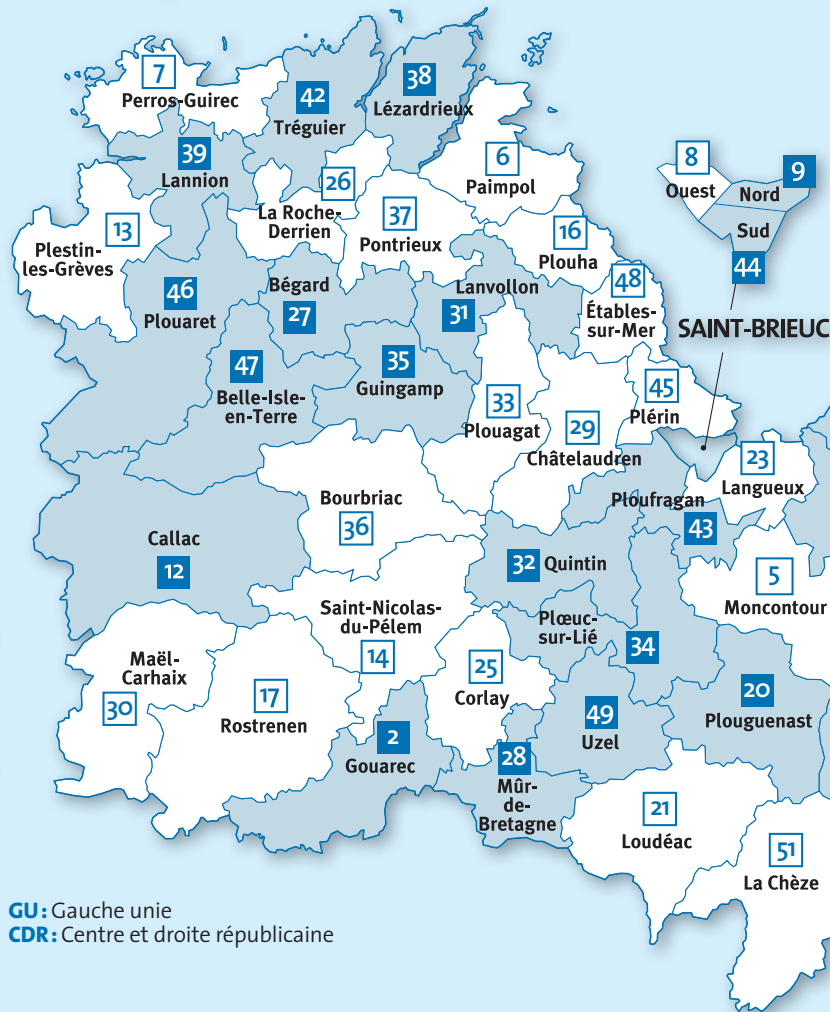 7
Perros-Guirec
42
Tréguier
38
Lézardrieux
39
Lannion
26
La Roche-
Derrien
6
Paimpol
8
Ouest
9
Nord
Sud
44
SAINT-BRIEUC
13
Plestin-
les-Grèves
37
Pontrieux
16
Plouha
46
Plouaret
Bégard
27
Lanvollon
31
48
Étables-
sur-Mer
47
Belle-Isle-
en-Terre
35
Guingamp
33
Plouagat
29
Châtelaudren
45
Plérin
23
Langueux
Ploufragan
43
Bourbriac
36
Callac
12
32 Quintin
5
Moncontour
Saint-Nicolas-
du-Pélem
14
Plœuc-
sur-Lié
34
Maël-
Carhaix
30
17
Rostrenen
25
Corlay
20
Plouguenast
2
Gouarec
49
Uzel
28
Mûr-
de-
Bretagne
21
Loudéac
51
La Chèze
GU: Gauche unie
CDR: Centre et droite républicaine